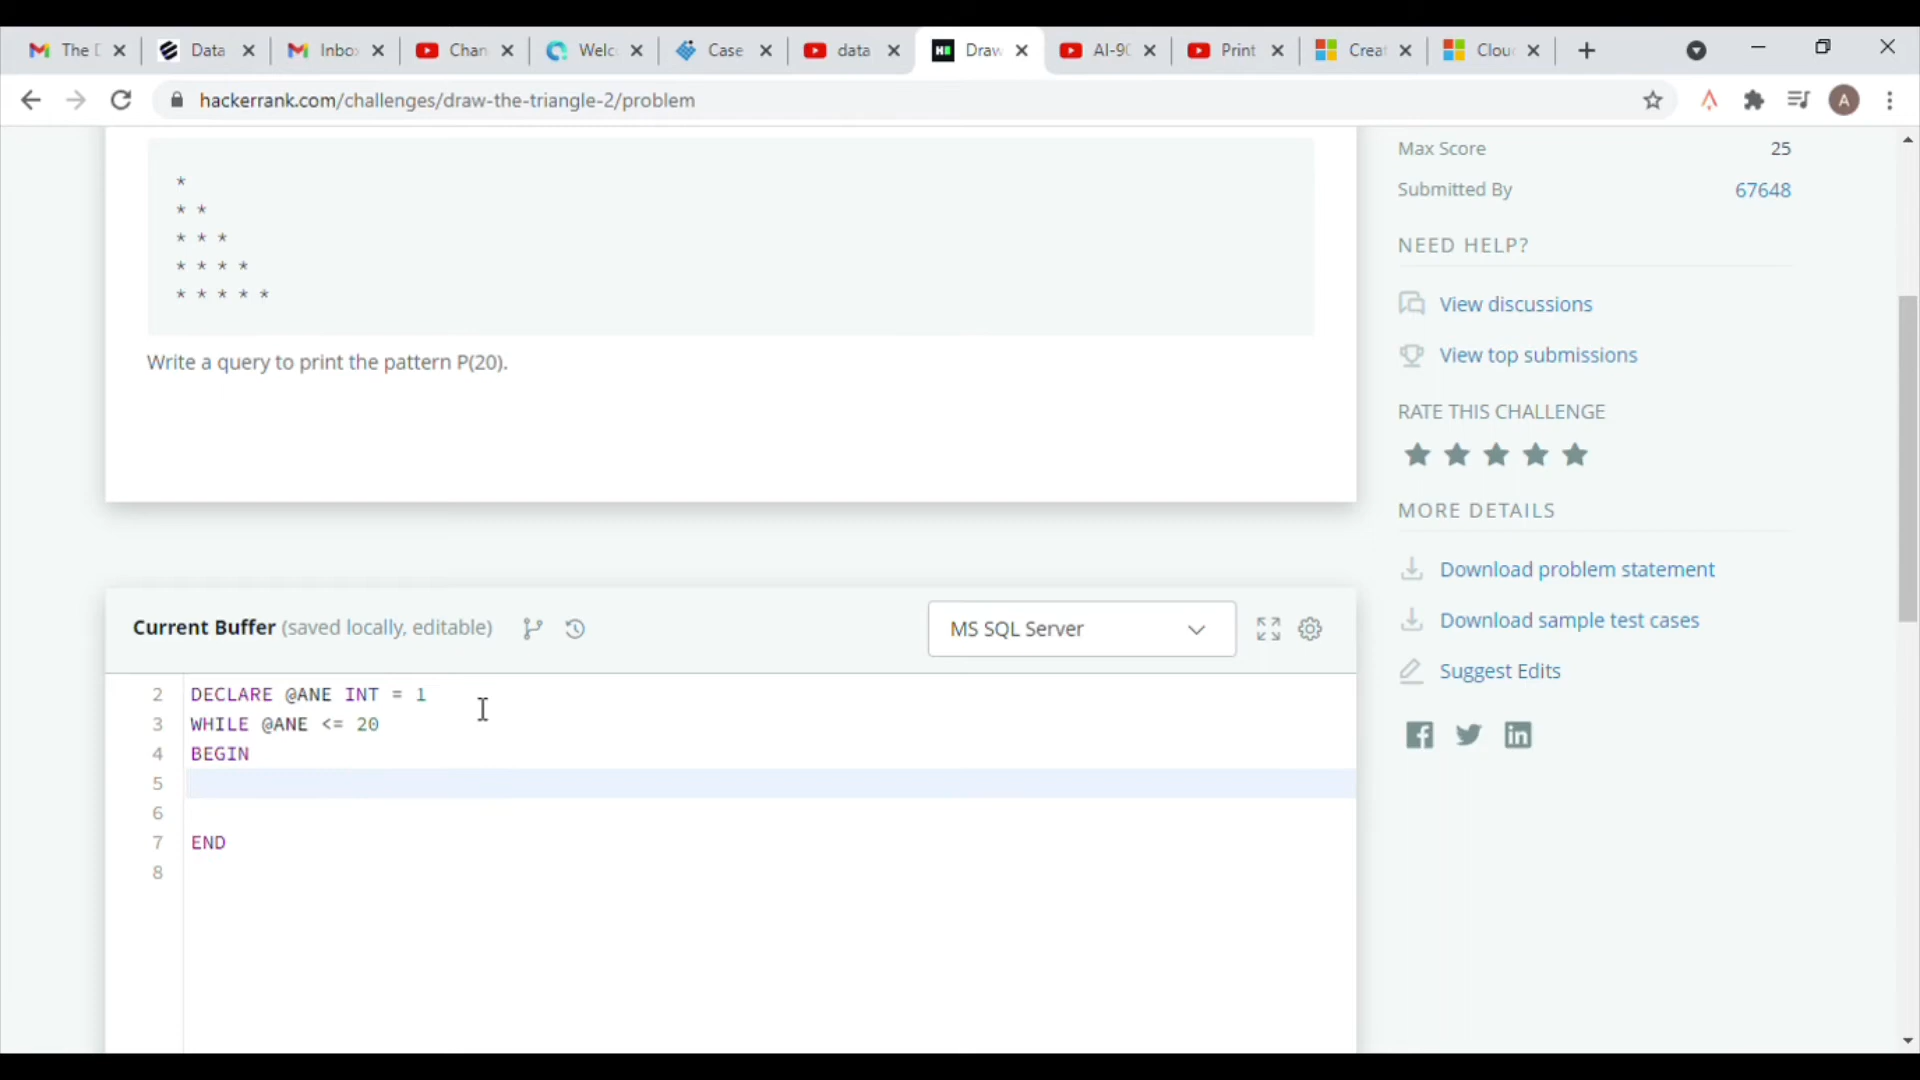 The D
Data
Inbo
Chan
Welc
Case
data
Draw
AI-90
Print
Creat
Clou
hackerrank.com/challenges/draw-the-triangle-2/problem
A
*
* *
* * *
* * * *
* * * * *
Write a query to print the pattern P(20).
Max Score 25
Submitted By 67648
NEED HELP?
View discussions
View top submissions
RATE THIS CHALLENGE
MORE DETAILS
Download problem statement
Download sample test cases
Suggest Edits
Current Buffer (saved locally, editable)
MS SQL Server
2 DECLARE @ANE INT = 1
3 WHILE @ANE <= 20
4 BEGIN
5
6
7 END
8